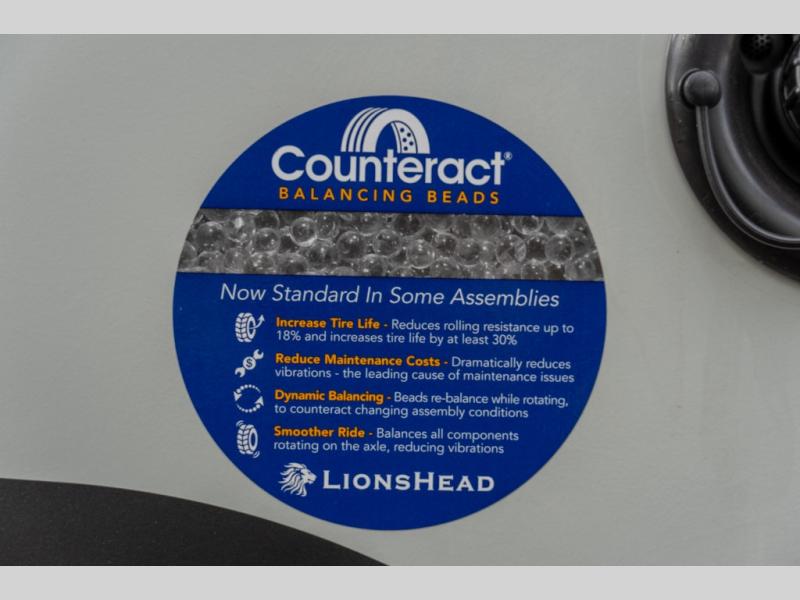 Counteract®
BALANCING BEADS
Now Standard In Some Assemblies
Increase Tire Life - Reduces rolling resistance up to
18% and increases tire life by at least 30%
Reduce Maintenance Costs - Dramatically reduces
vibrations - the leading cause of maintenance issues
Dynamic Balancing - Beads re-balance while rotating,
to counteract changing assembly conditions
Smoother Ride - Balances all components
rotating on the axle, reducing vibrations
LIONSHEAD